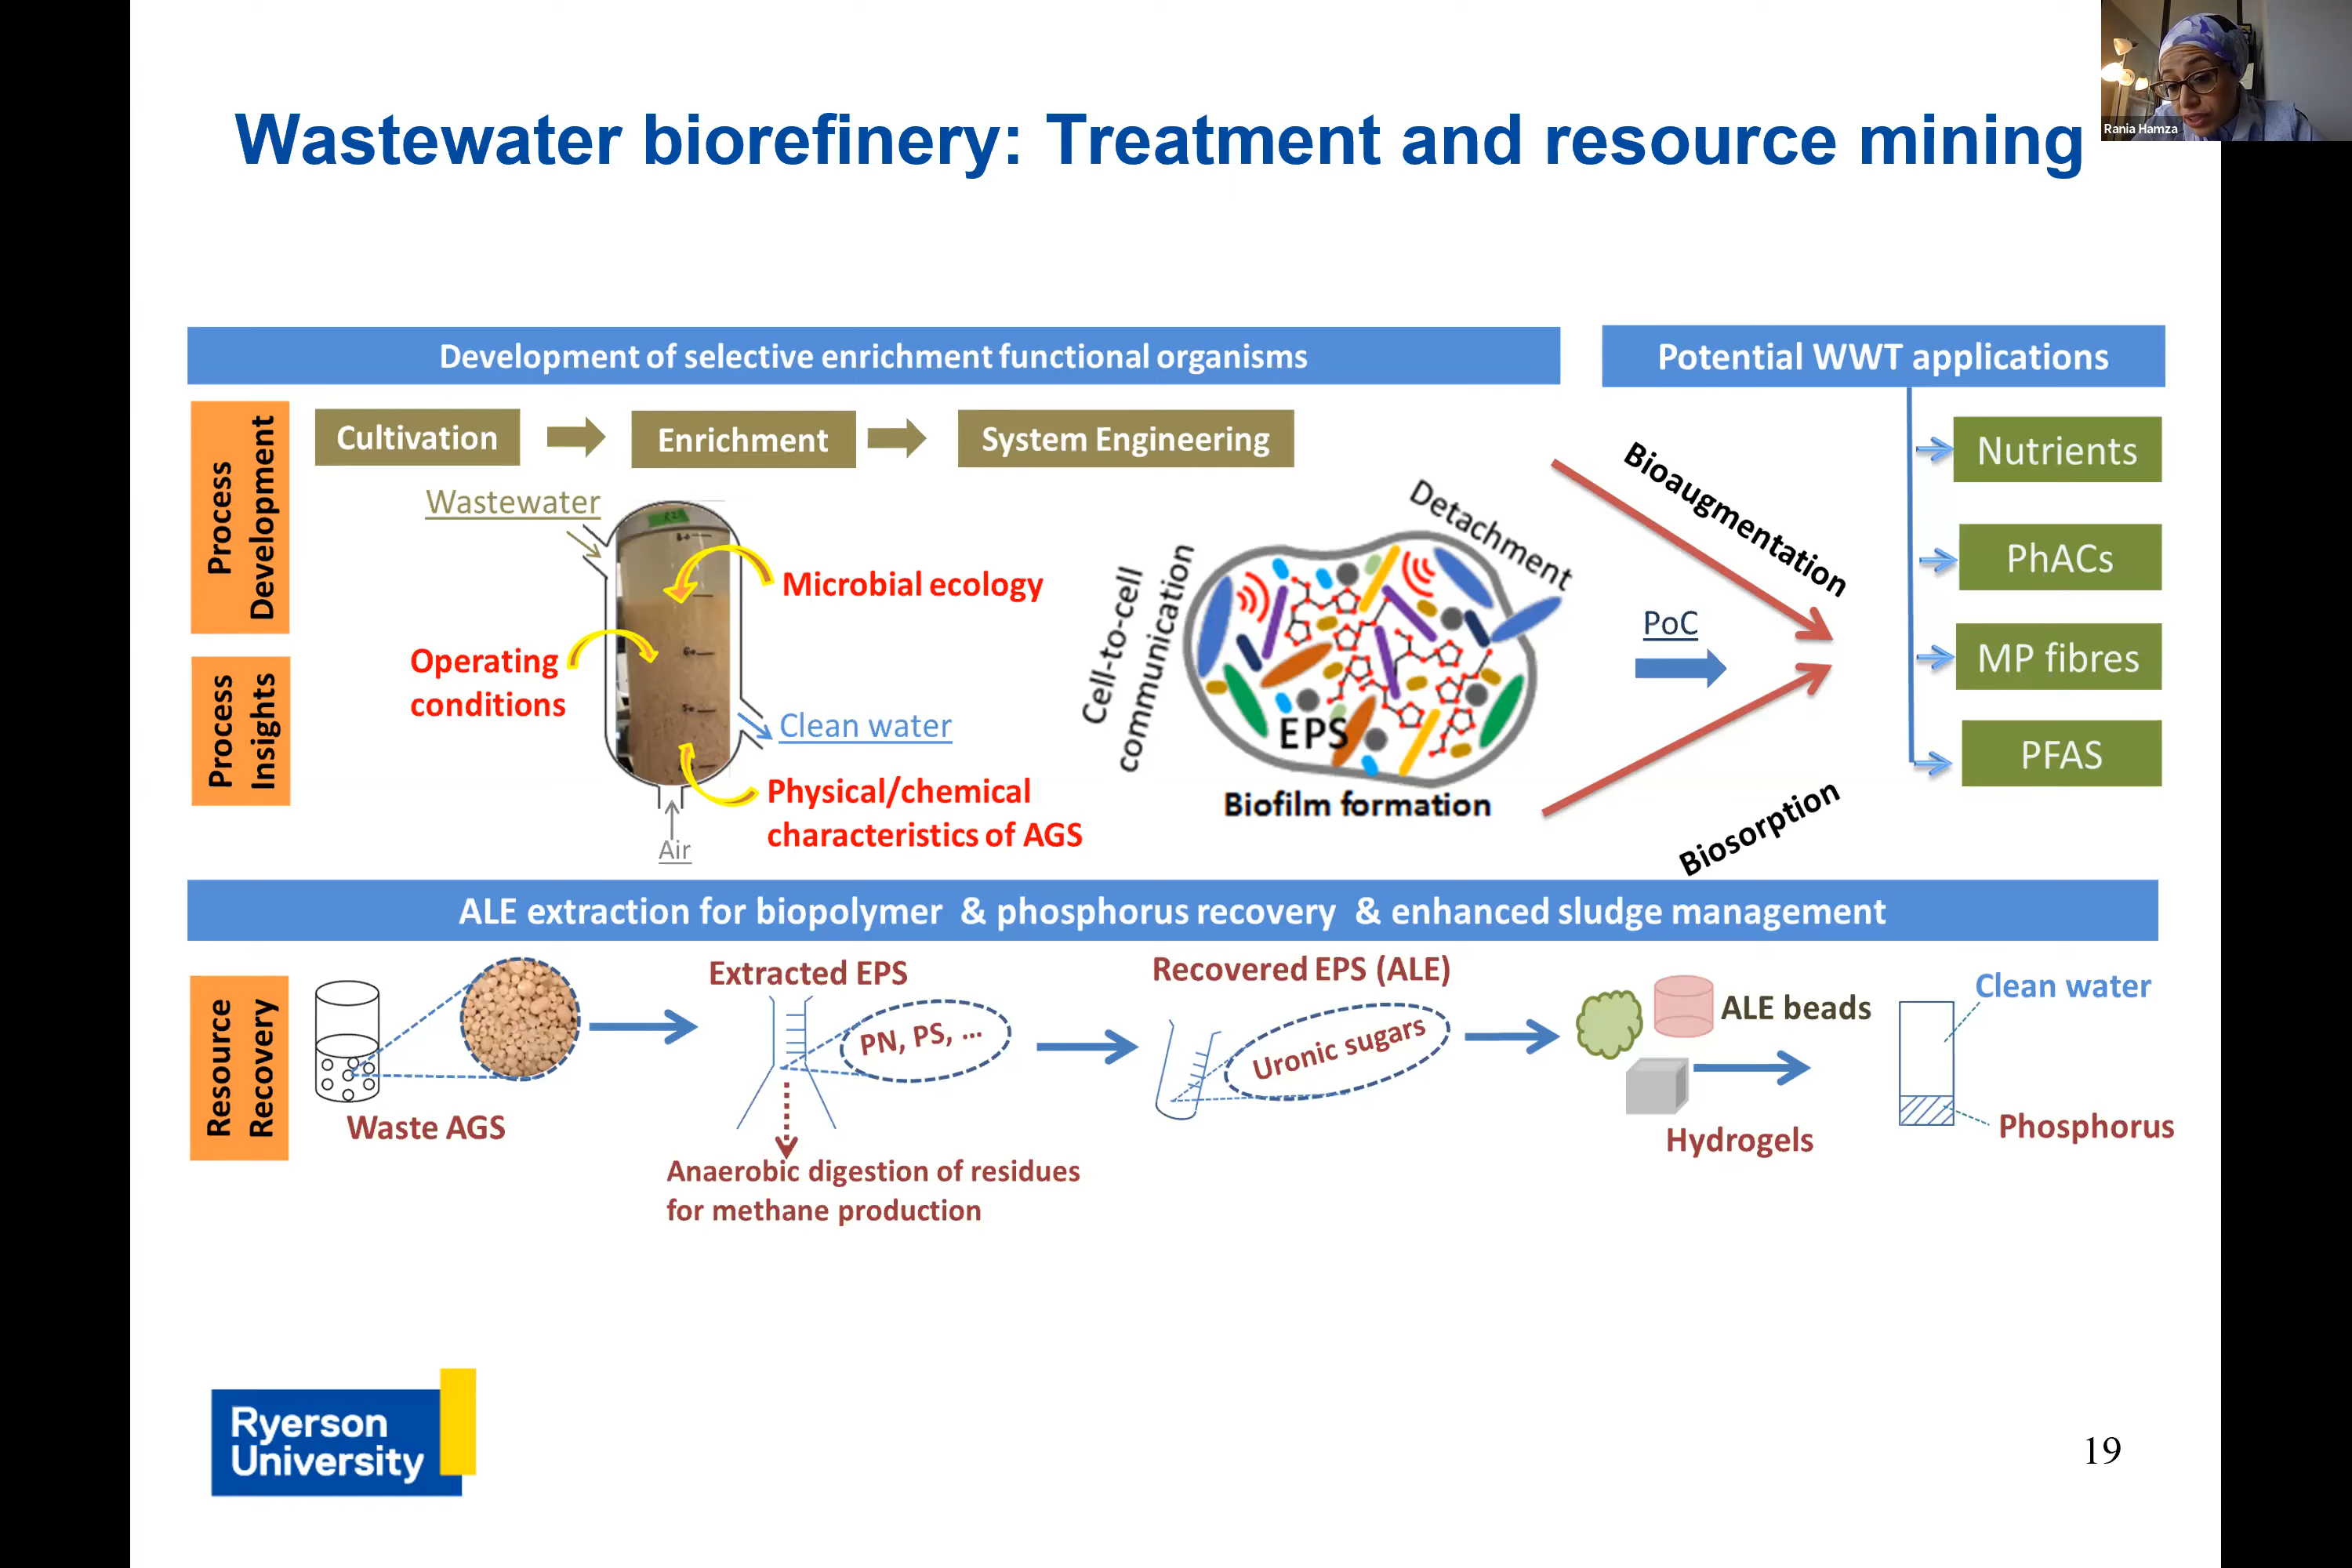 Rania Hamza
Wastewater biorefinery: Treatment and resource mining
Development of selective enrichment functional organisms
Potential WWT applications
Process
Development
Cultivation
Enrichment
System Engineering
Wastewater
Microbial ecology
Operating
conditions
Process
Insights
Clean water
Physical/chemical
characteristics of AGS
Air
Cell-to-cell
communication
Detachment
EPS
Biofilm formation
Bioaugmentation
PoC
Biosorption
Nutrients
PhACs
MP fibres
PFAS
ALE extraction for biopolymer & phosphorus recovery & enhanced sludge management
Resource
Recovery
Waste AGS
Extracted EPS
PN, PS, ...
Anaerobic digestion of residues
for methane production
Recovered EPS (ALE)
Uronic sugars
ALE beads
Hydrogels
Clean water
Phosphorus
Ryerson
University
19